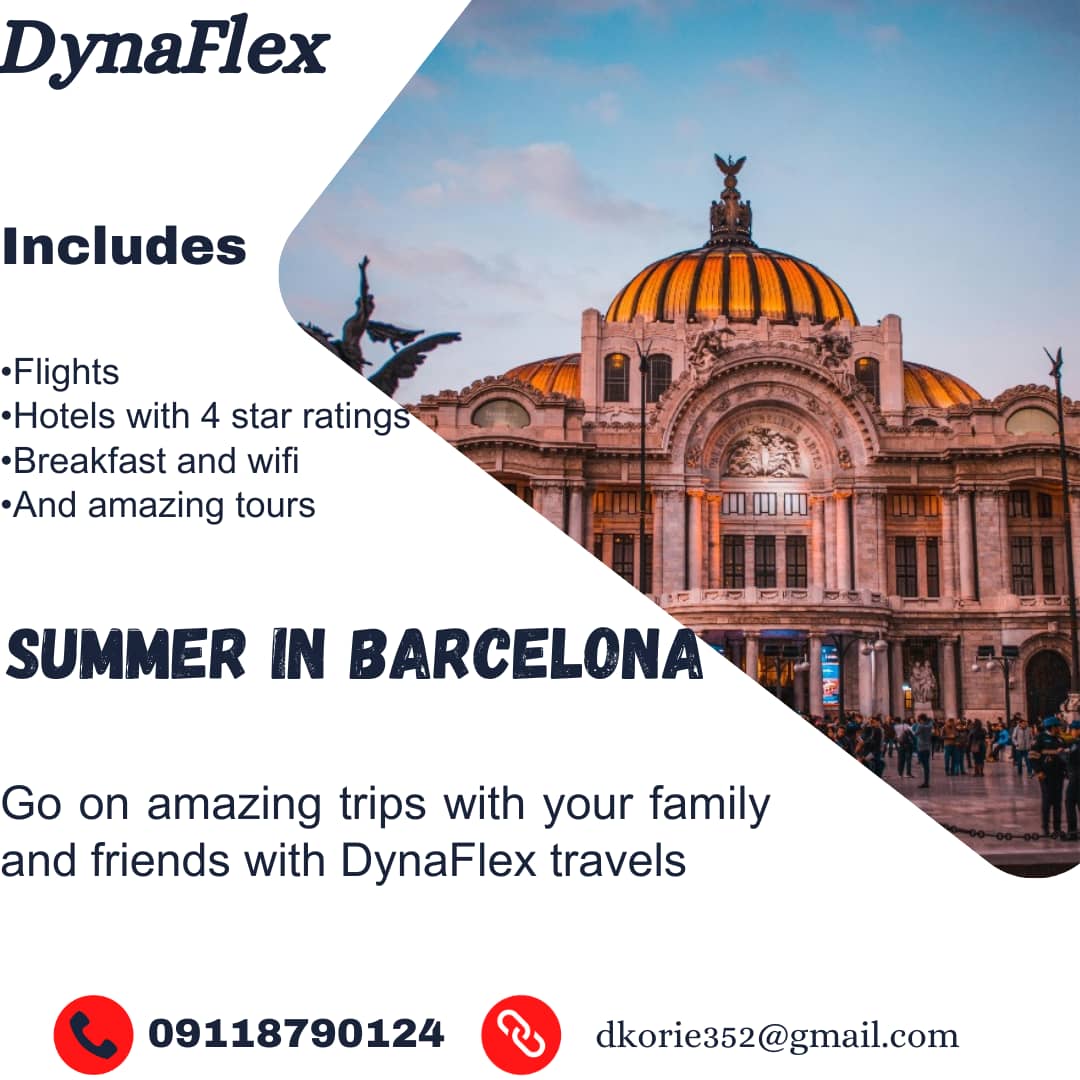 DynaFlex
Includes
•Flights
•Hotels with 4 star ratings
•Breakfast and wifi
•And amazing tours
SUMMER IN BARCELONA
Go on amazing trips with your family
and friends with DynaFlex travels
09118790124
dkorie352@gmail.com